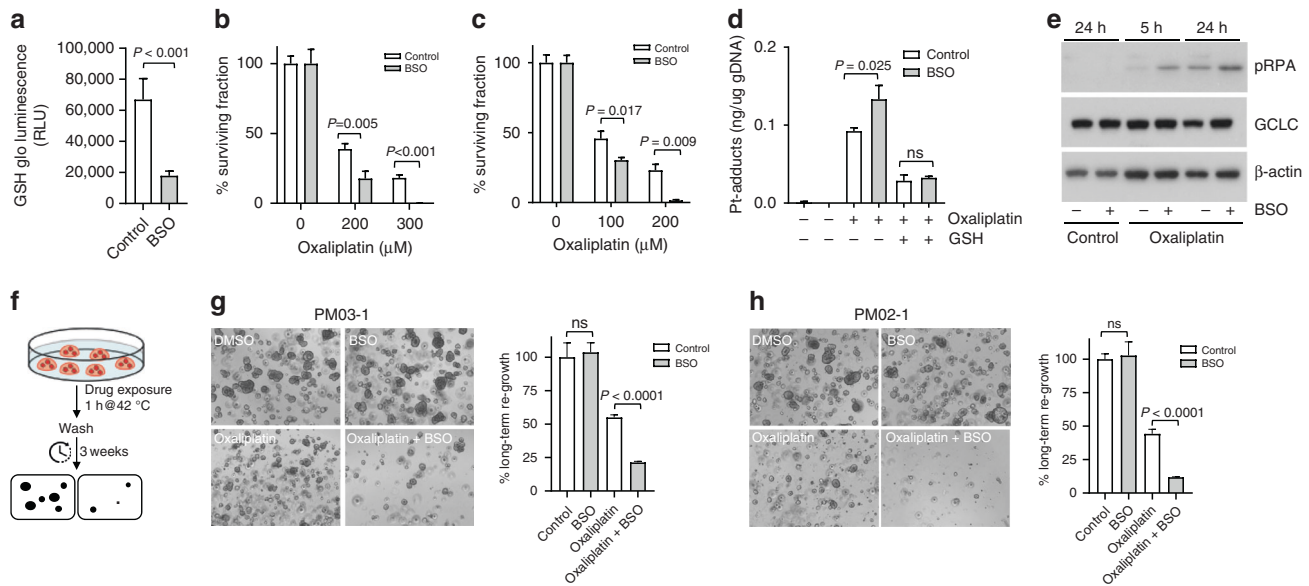 a
GSH glo luminescence
(RLU)
100,000
80,000
60,000
40,000
20,000
0
P < 0.001
Control
BSO
b
% surviving fraction
100
50
0
Control
BSO
P=0.005
P<0.001
0
200
300
Oxaliplatin (μM)
c
% surviving fraction
100
50
0
Control
BSO
P = 0.017
P = 0.009
0
100
200
Oxaliplatin (μM)
d
Pt-adducts (ng/ug gDNA)
0.2
0.1
0.0
Control
BSO
P = 0.025
ns
– – + + + + Oxaliplatin
– – – – + + GSH
e
24 h 5 h 24 h
pRPA
GCLC
β-actin
– + – + – + BSO
Control Oxaliplatin
f
Drug exposure
1 h@42 °C
Wash
3 weeks
g
PM03-1
DMSO
BSO
Oxaliplatin
Oxaliplatin + BSO
% long-term re-growth
125
100
75
50
25
0
ns
Control
BSO
P < 0.0001
Control
BSO
Oxaliplatin
Oxaliplatin + BSO
h
PM02-1
DMSO
BSO
Oxaliplatin
Oxaliplatin + BSO
% long-term re-growth
125
100
75
50
25
0
ns
Control
BSO
P < 0.0001
Control
BSO
Oxaliplatin
Oxaliplatin + BSO